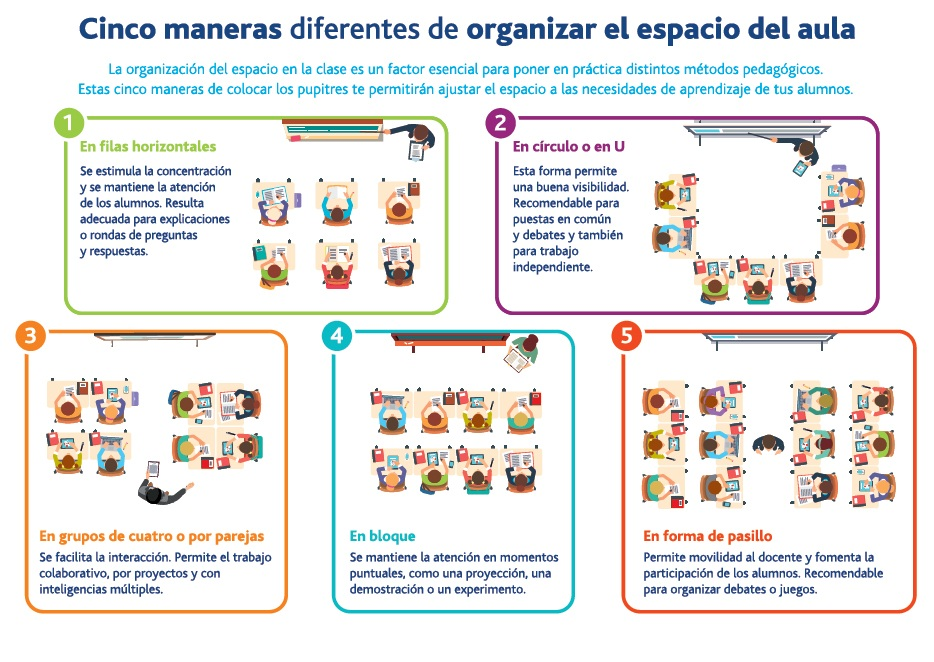 Cinco maneras diferentes de organizar el espacio del aula
La organización del espacio en la clase es un factor esencial para poner en práctica distintos métodos pedagógicos.
Estas cinco maneras de colocar los pupitres te permitirán ajustar el espacio a las necesidades de aprendizaje de tus alumnos.
1
En filas horizontales
Se estimula la concentración
y se mantiene la atención
de los alumnos. Resulta
adecuada para explicaciones
o rondas de preguntas
y respuestas.
2
En círculo o en U
Esta forma permite
una buena visibilidad.
Recomendable para
puestas en común
y debates y también
para trabajo
independiente.
3
En grupos de cuatro o por parejas
Se facilita la interacción. Permite el trabajo
colaborativo, por proyectos y con
inteligencias múltiples.
4
En bloque
Se mantiene la atención en momentos
puntuales, como una proyección, una
demostración o un experimento.
5
En forma de pasillo
Permite movilidad al docente y fomenta la
participación de los alumnos. Recomendable
para organizar debates o juegos.